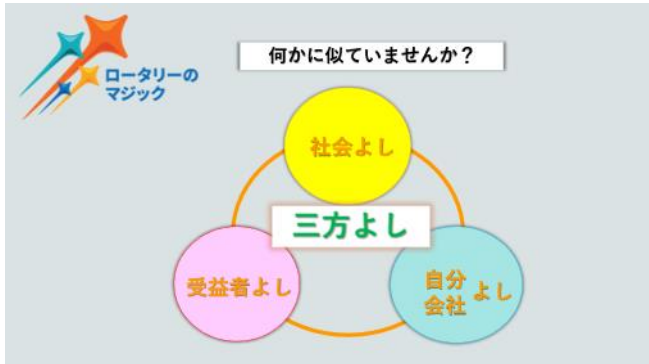 何かに似ていませんか？
ロータリーの
マジック
社会よし
三方よし
受益者よし
自分
会社よし